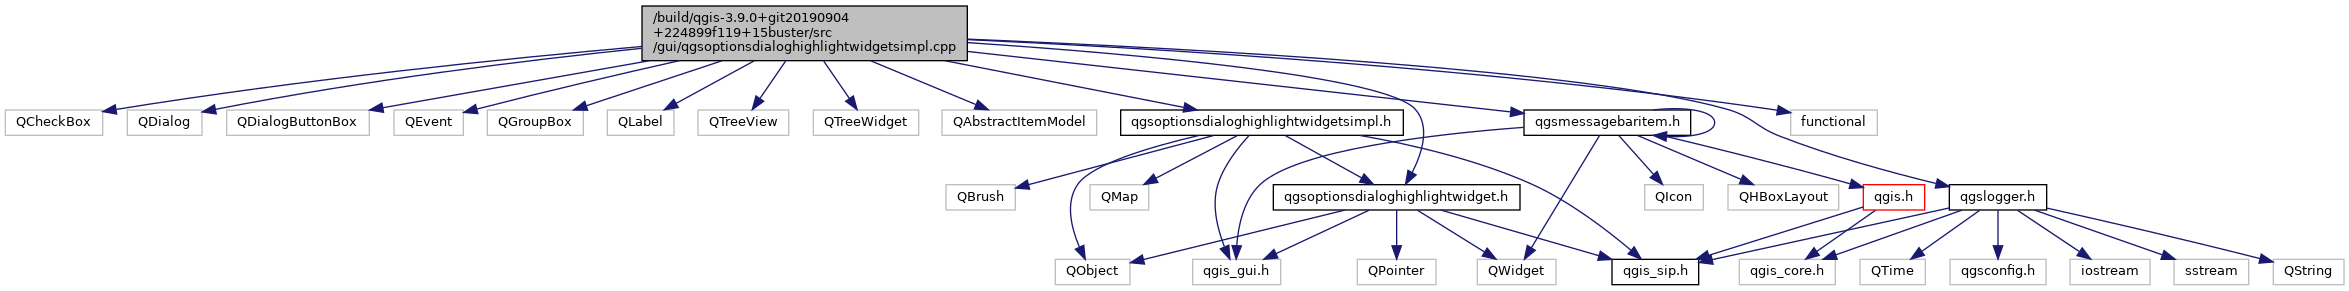 /build/qgis-3.9.0+git20190904
+224899f119+15buster/src
/gui/qgsoptionsdialoghighlightwidgetsimpl.cpp
QCheckBox
QDialog
QDialogButtonBox
QEvent
QGroupBox
QLabel
QTreeView
QTreeWidget
QAbstractItemModel
qgsoptionsdialoghighlightwidgetsimpl.h
qgsmessagebaritem.h
functional
QBrush
QMap
qgsoptionsdialoghighlightwidget.h
QIcon
QHBoxLayout
qgis.h
qgslogger.h
QObject
qgis_gui.h
QPointer
QWidget
qgis_sip.h
qgis_core.h
QTime
qgsconfig.h
iostream
sstream
QString